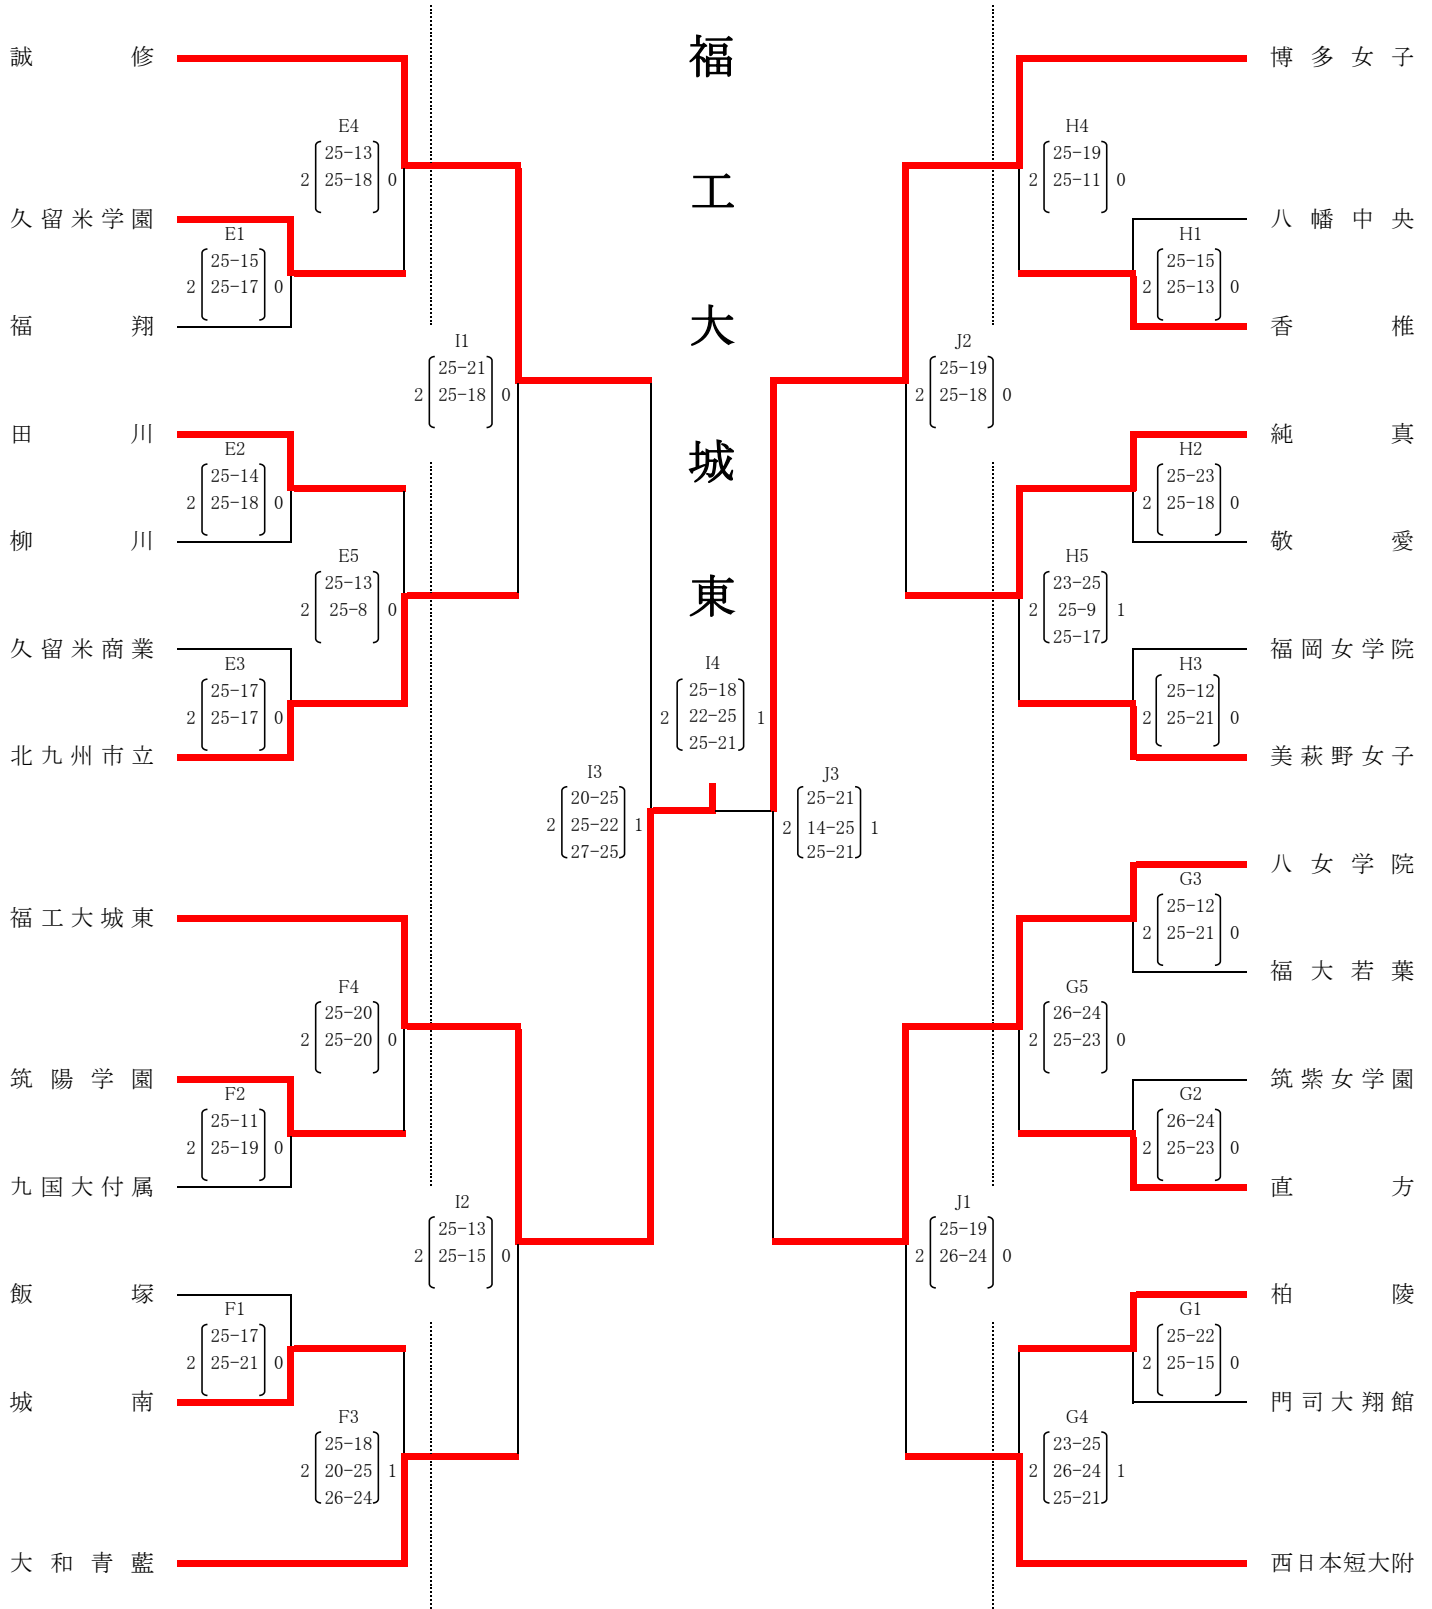 福工大城東
誠修
久留米学園
福翔
田川
柳川
久留米商業
北九州市立
福工大城東
筑陽学園
九国大付属
飯塚
城南
大和青藍
E4
25-13
2 25-18 0
E1
25-15
2 25-17 0
E2
25-14
2 25-18 0
E5
25-13
2 25-8 0
E3
25-17
2 25-17 0
F4
25-20
2 25-20 0
F2
25-11
2 25-19 0
F1
25-17
2 25-21 0
F3
25-18
2 20-25 1
26-24
I1
25-21
2 25-18 0
I2
25-13
2 25-15 0
I3
20-25
2 25-22 1
27-25
I4
25-18
2 22-25 1
25-21
J3
25-21
2 14-25 1
25-21
J2
25-19
2 25-18 0
J1
25-19
2 26-24 0
H4
25-19
2 25-11 0
H1
25-15
2 25-13 0
H2
25-23
2 25-18 0
H5
23-25
2 25-9 1
25-17
H3
25-12
2 25-21 0
G3
25-12
2 25-21 0
G5
26-24
2 25-23 0
G2
26-24
2 25-23 0
G1
25-22
2 25-15 0
G4
23-25
2 26-24 1
25-21
博多女子
八幡中央
香椎
純真
敬愛
福岡女学院
美萩野女子
八女学院
福大若葉
筑紫女学園
直方
柏陵
門司大翔館
西日本短大附